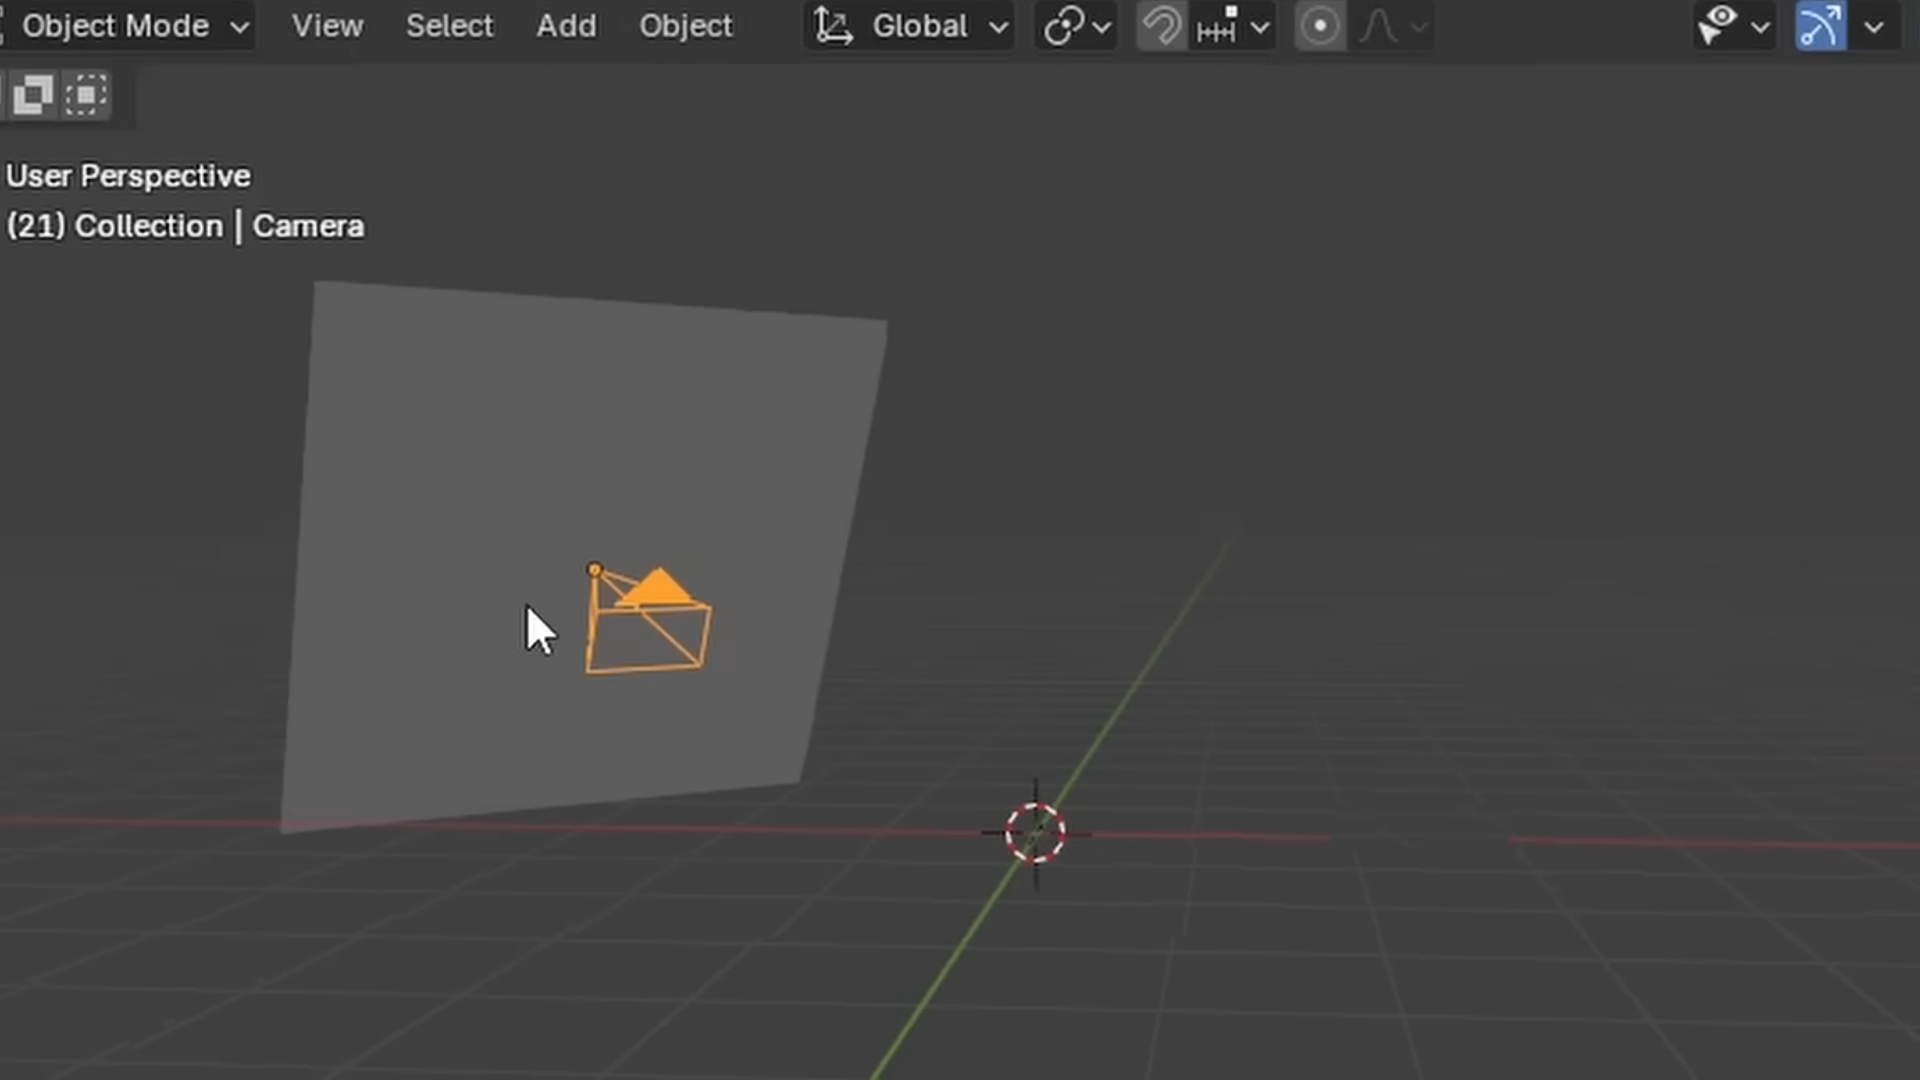 Object Mode View Select Add Object Global
User Perspective
(21) Collection | Camera